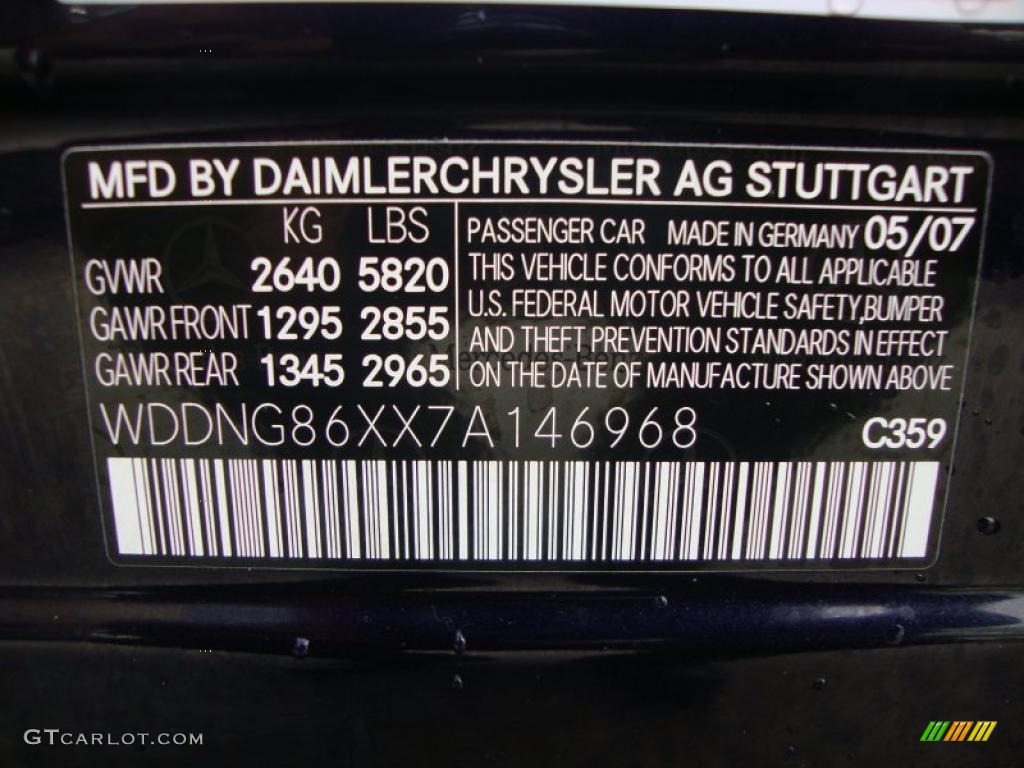 MFD BY DAIMLERCHRYSLER AG STUTTGART
KG LBS
GVWR 2640 5820
GAWR FRONT 1295 2855
GAWR REAR 1345 2965
PASSENGER CAR MADE IN GERMANY 05/07
THIS VEHICLE CONFORMS TO ALL APPLICABLE
U.S. FEDERAL MOTOR VEHICLE SAFETY, BUMPER
AND THEFT PREVENTION STANDARDS IN EFFECT
ON THE DATE OF MANUFACTURE SHOWN ABOVE
Mercedes-Benz
WDDNG86XX7A146968 C359
GTCARLOT.COM